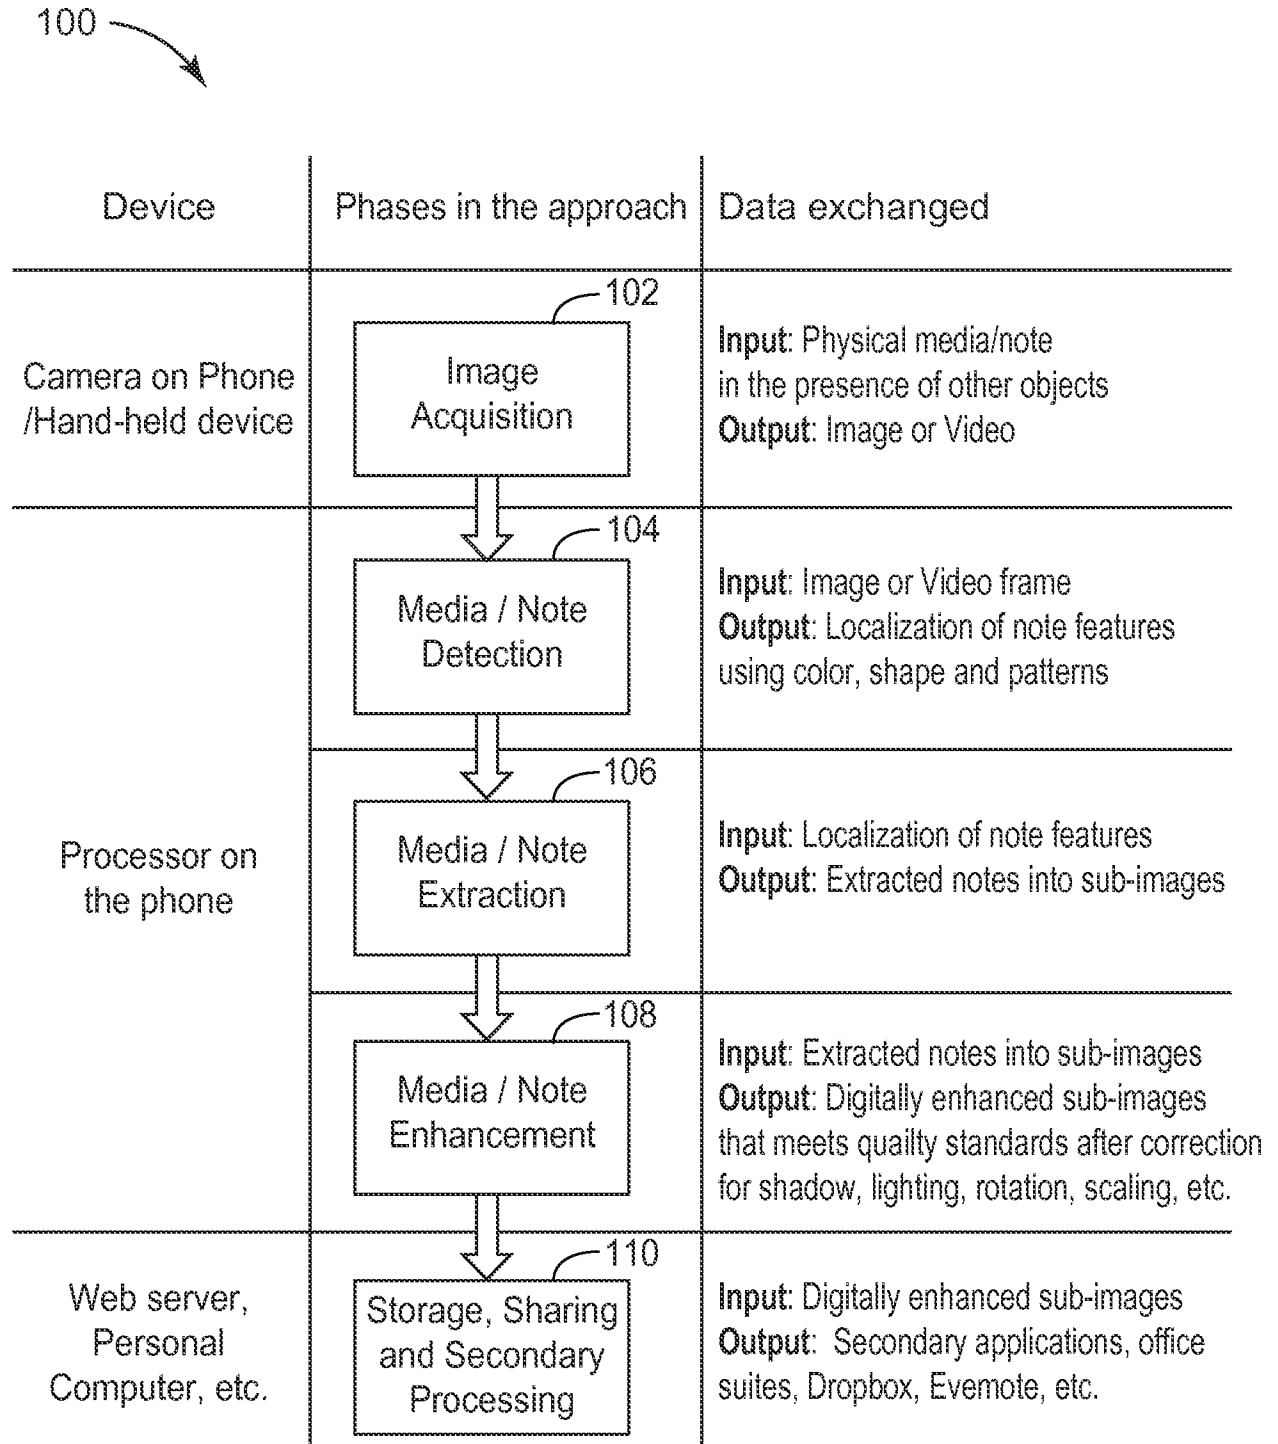 100
Device
Phases in the approach
Data exchanged
Camera on Phone
/Hand-held device
102
Image
Acquisition
Input: Physical media/note
in the presence of other objects
Output: Image or Video
Processor on
the phone
104
Media / Note
Detection
Input: Image or Video frame
Output: Localization of note features
using color, shape and patterns
106
Media / Note
Extraction
Input: Localization of note features
Output: Extracted notes into sub-images
108
Media / Note
Enhancement
Input: Extracted notes into sub-images
Output: Digitally enhanced sub-images
that meets quailty standards after correction
for shadow, lighting, rotation, scaling, etc.
Web server,
Personal
Computer, etc.
110
Storage, Sharing
and Secondary
Processing
Input: Digitally enhanced sub-images
Output: Secondary applications, office
suites, Dropbox, Evemote, etc.